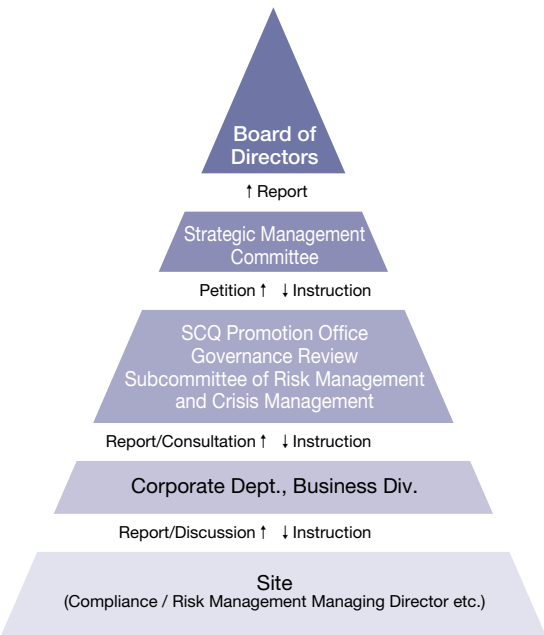 Board of
Directors
↑ Report
Strategic Management
Committee
Petition ↑ ↓ Instruction
SCQ Promotion Office
Governance Review
Subcommittee of Risk Management
and Crisis Management
Report/Consultation ↑ ↓ Instruction
Corporate Dept., Business Div.
Report/Discussion ↑ ↓ Instruction
Site
(Compliance / Risk Management Managing Director etc.)